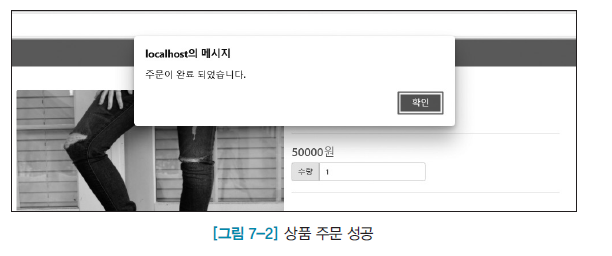 localhost의 메시지
주문이 완료 되었습니다.
확인
50000원
수량 1
[그림 7-2] 상품 주문 성공